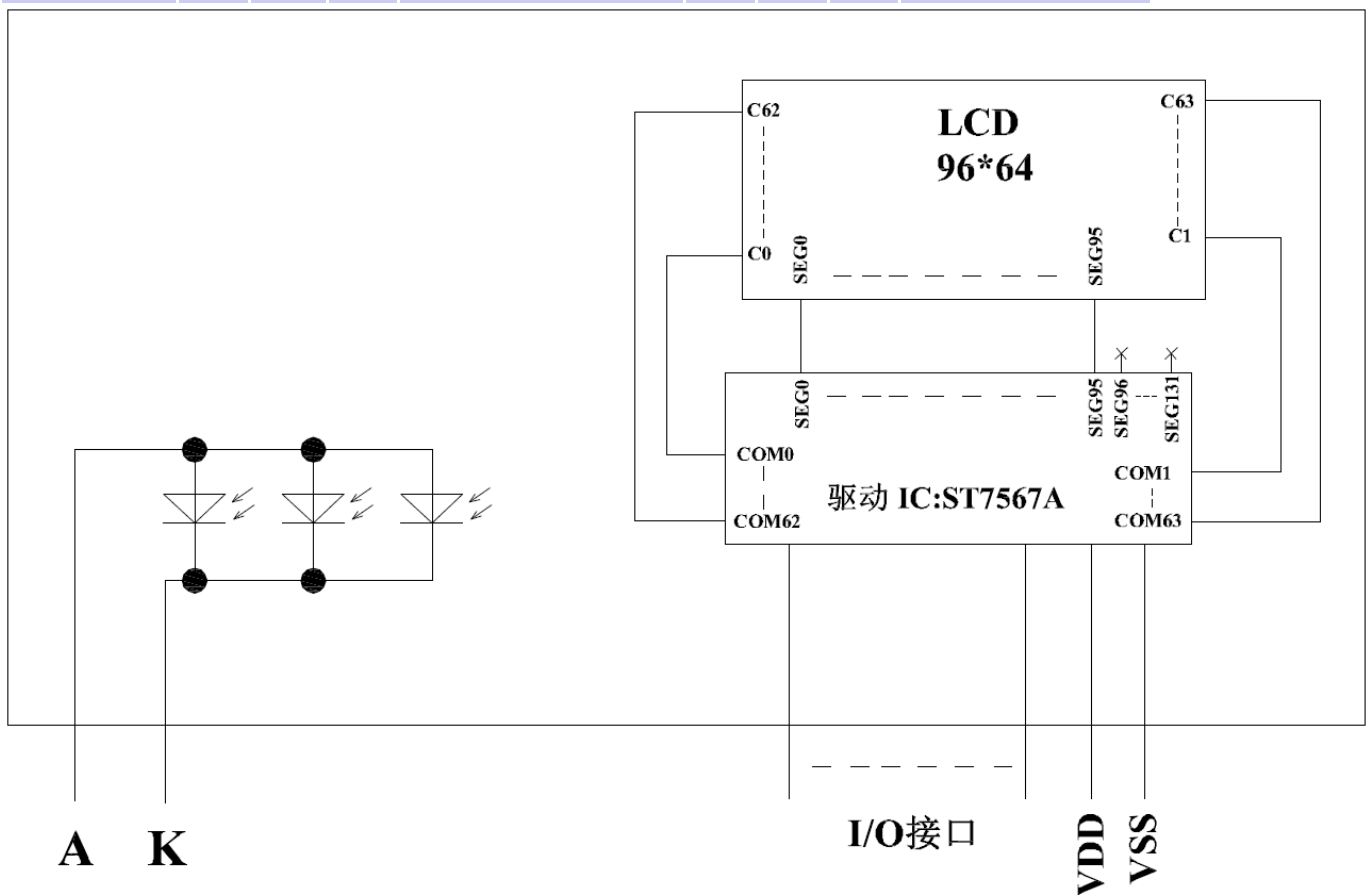 C62
C63
LCD
96*64
C0
C1
SEG0
SEG95
SEG0
SEG95
SEG96
SEG131
COM0
COM1
驱动 IC:ST7567A
COM62
COM63
A
K
I/O接口
VDD
VSS